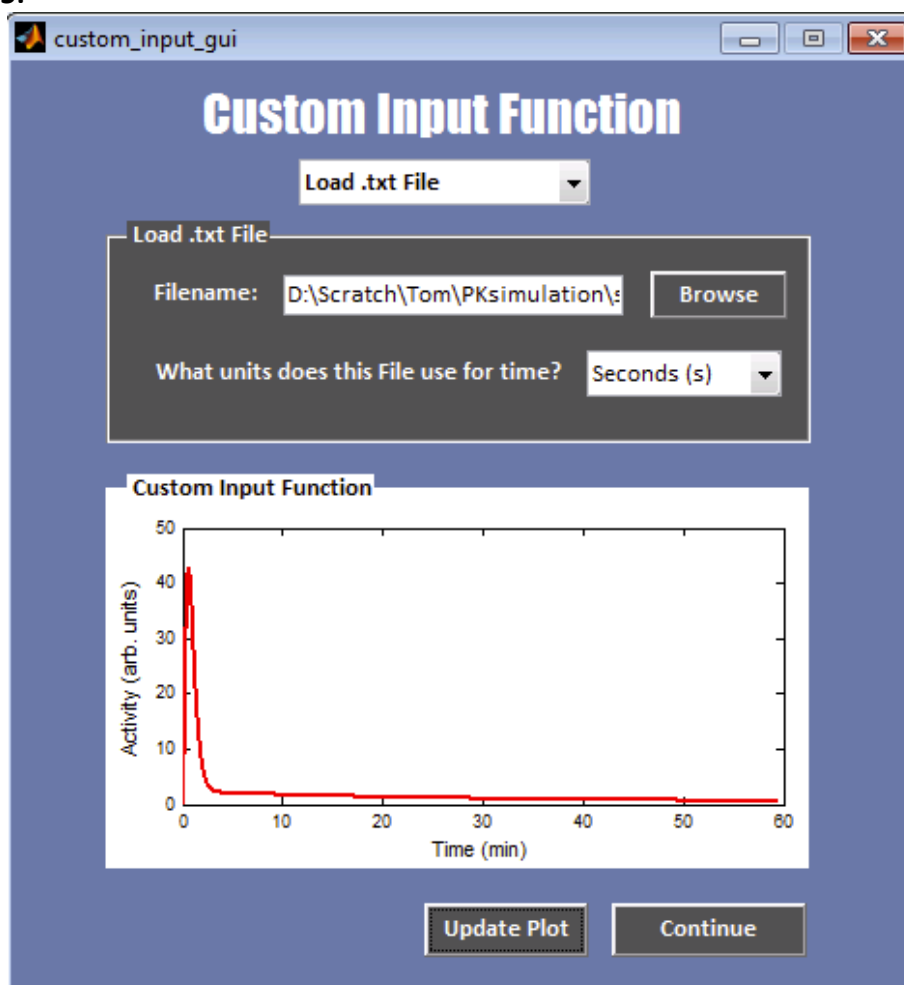 custom_input_gui
Custom Input Function
Load .txt File
Load .txt File
Filename: D:\Scratch\Tom\PKsimulation\s Browse
What units does this File use for time? Seconds (s)
Custom Input Function
50
40
30
20
10
0
Activity (arb. units)
0 10 20 30 40 50 60
Time (min)
Update Plot Continue